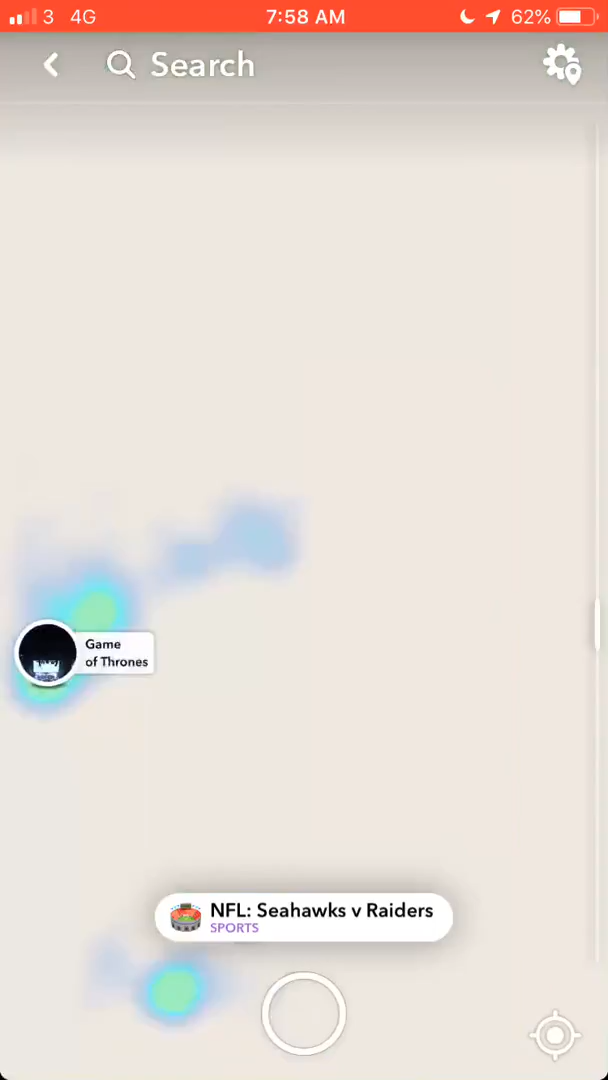 3 4G 7:58 AM 62%
Search
Game
of Thrones
NFL: Seahawks v Raiders
SPORTS